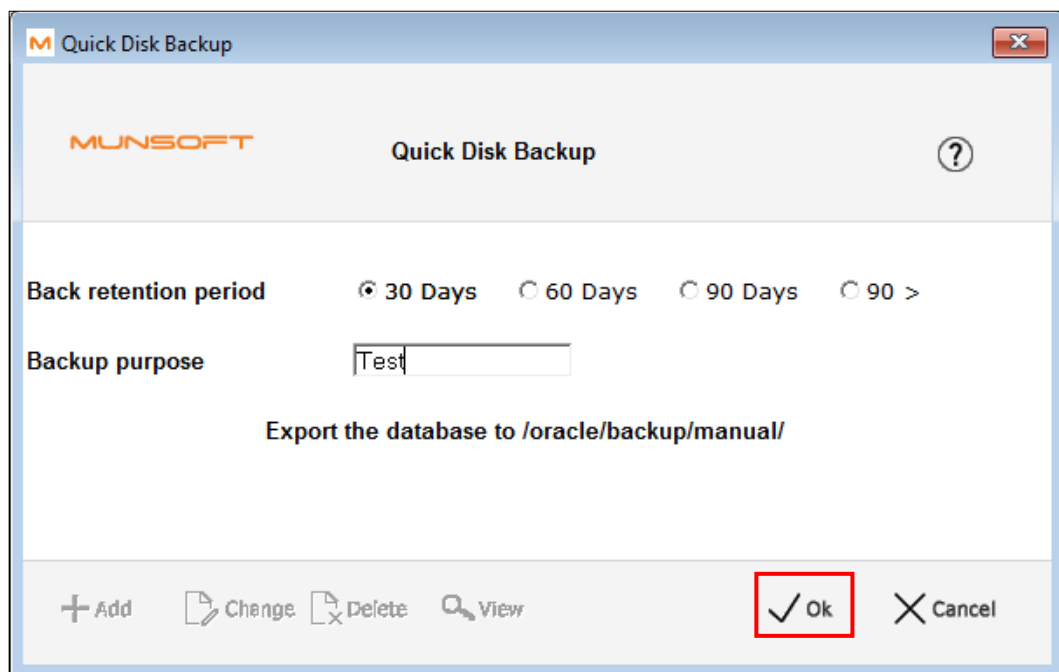 M Quick Disk Backup
MUNSOFT Quick Disk Backup ?
Back retention period 30 Days 60 Days 90 Days 90 >
Backup purpose Test
Export the database to /oracle/backup/manual/
Add Change Delete View Ok Cancel